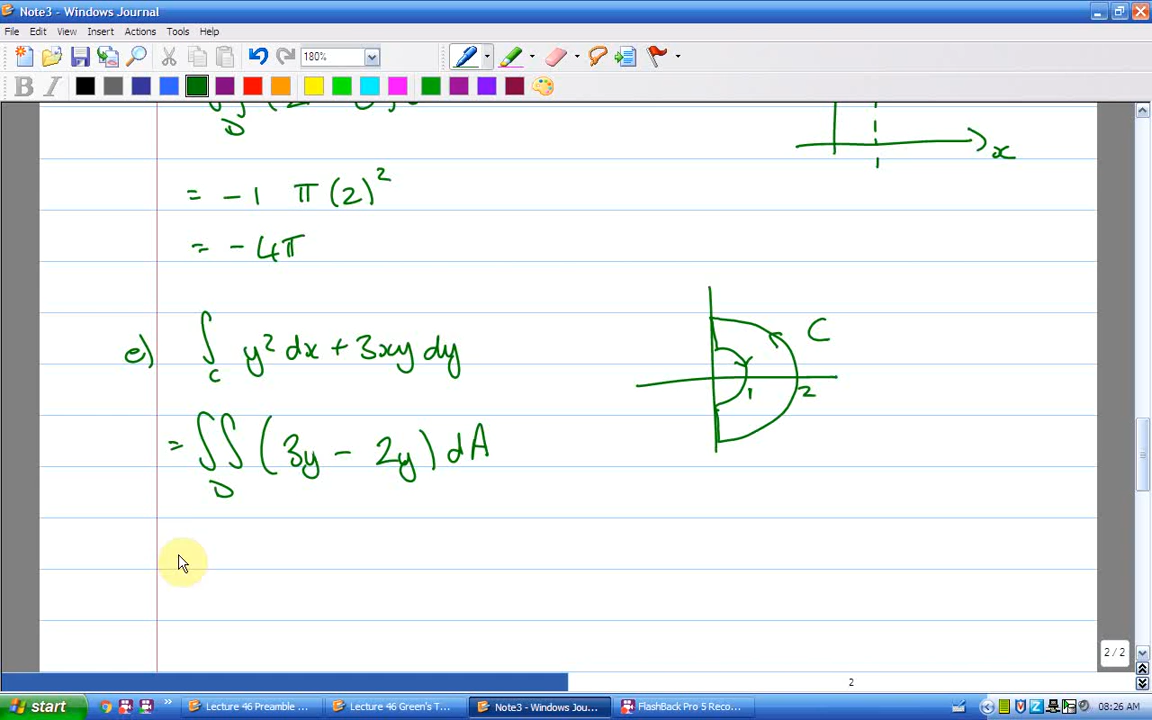 Note3 - Windows Journal
File Edit View Insert Actions Tools Help
180%
B I
D
x
1
= -1 π(2)²
= -4π
e) ∫ y² dx + 3xy dy
C
C
1 2
= ∫∫ (3y - 2y) dA
D
2 / 2
2
start
Lecture 46 Preamble ...
Lecture 46 Green's T...
Note3 - Windows Jou...
FlashBack Pro 5 Reco...
08:26 AM